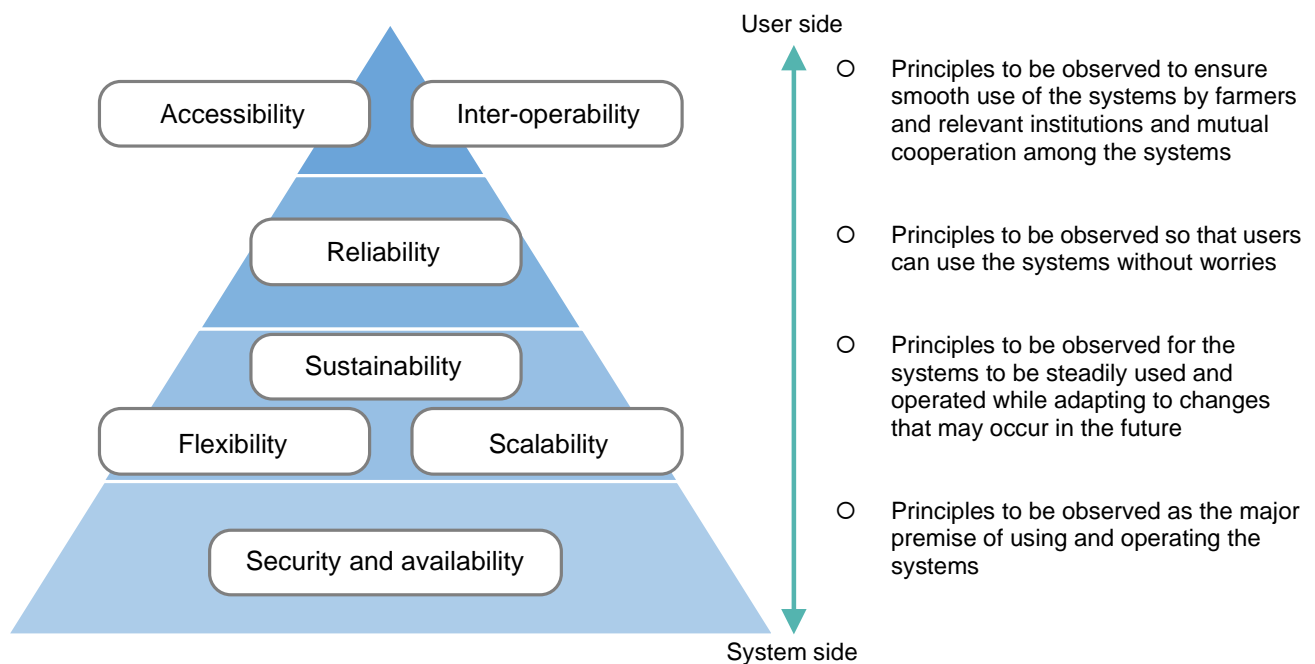 User side
Accessibility
Inter-operability
○ Principles to be observed to ensure
smooth use of the systems by farmers
and relevant institutions and mutual
cooperation among the systems
Reliability
○ Principles to be observed so that users
can use the systems without worries
Sustainability
Flexibility
Scalability
○ Principles to be observed for the
systems to be steadily used and
operated while adapting to changes
that may occur in the future
Security and availability
○ Principles to be observed as the major
premise of using and operating the
systems
System side